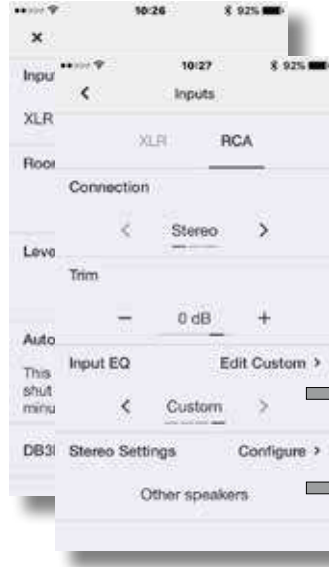 10:26 92%
×
Inpu
XLR
Roo
Leve
Auto
This
shut
minu
DB3
10:27 92%
< Inputs
XLR RCA
Connection
< Stereo >
Trim
− 0 dB +
Input EQ Edit Custom >
< Custom >
Stereo Settings Configure >
Other speakers